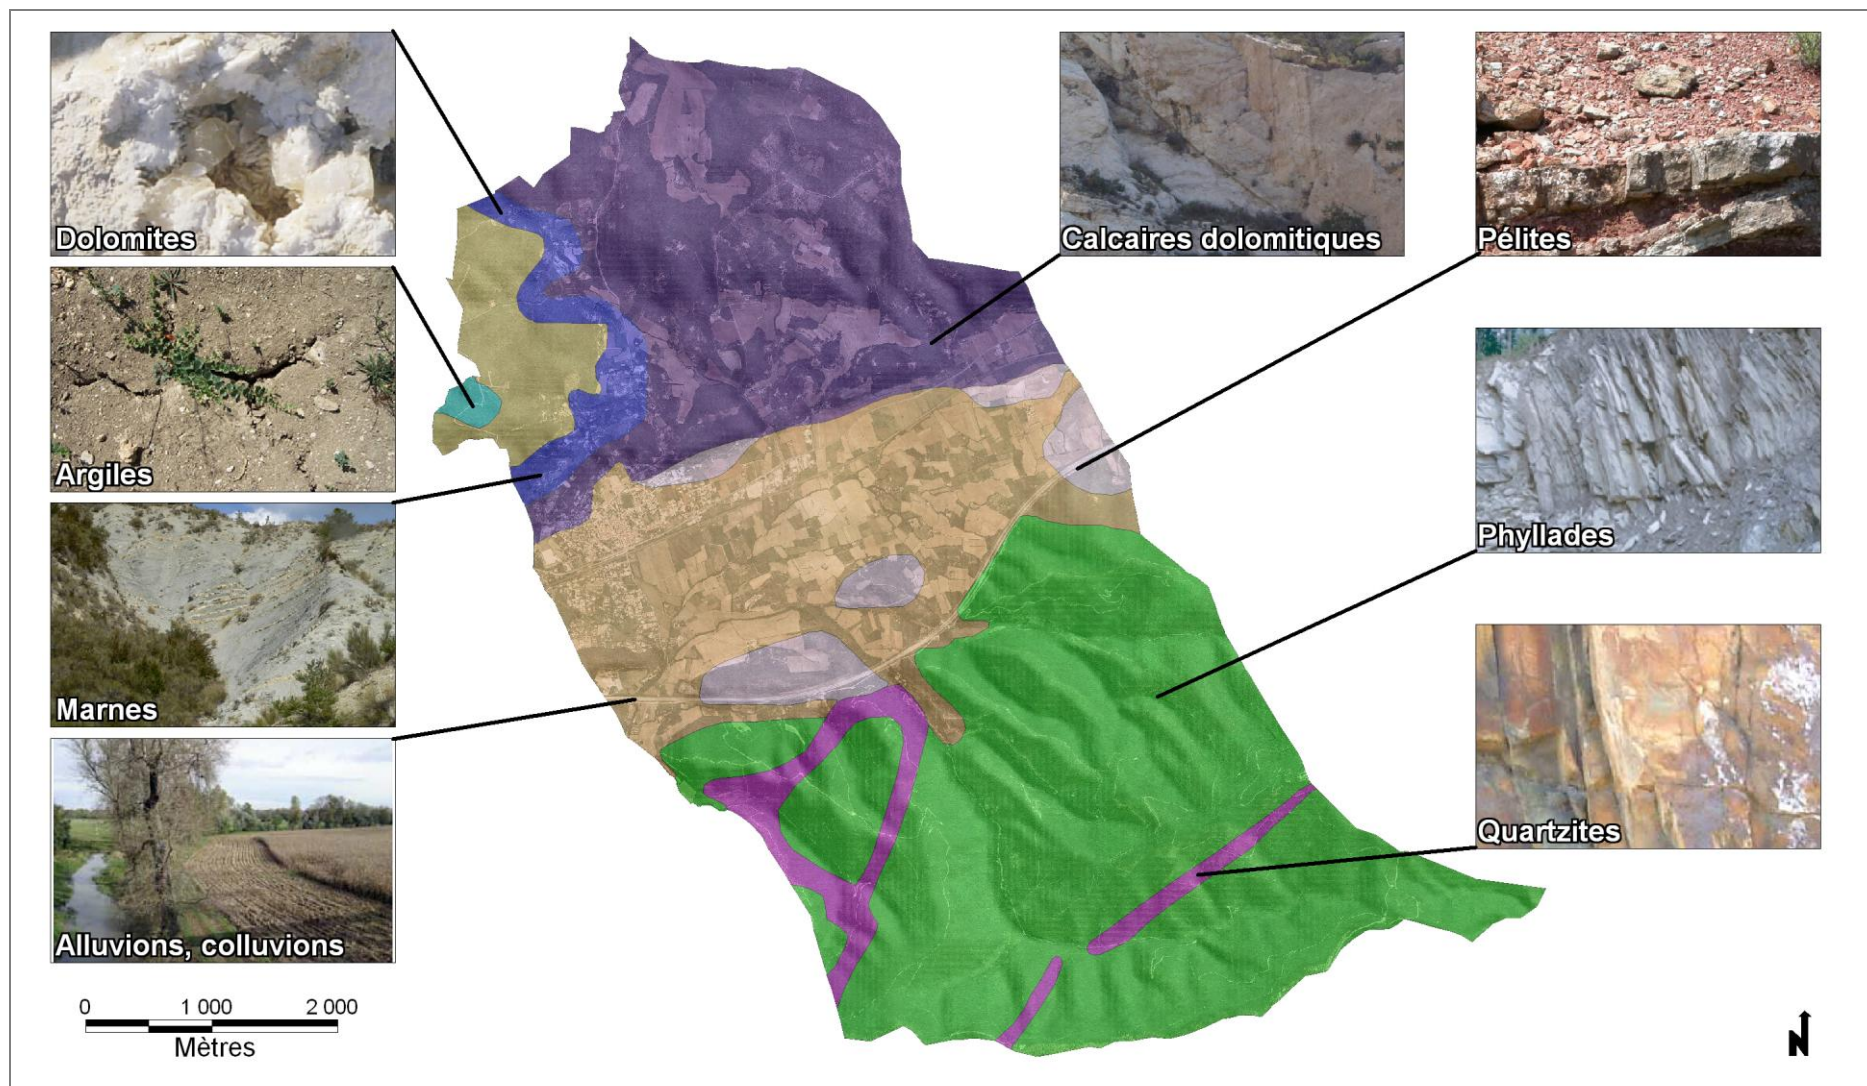 Dolomites
Calcaires dolomitiques
Pélites
Argiles
Phyllades
Marnes
Quartzites
Alluvions, colluvions
0 1 000 2 000
Mètres
N